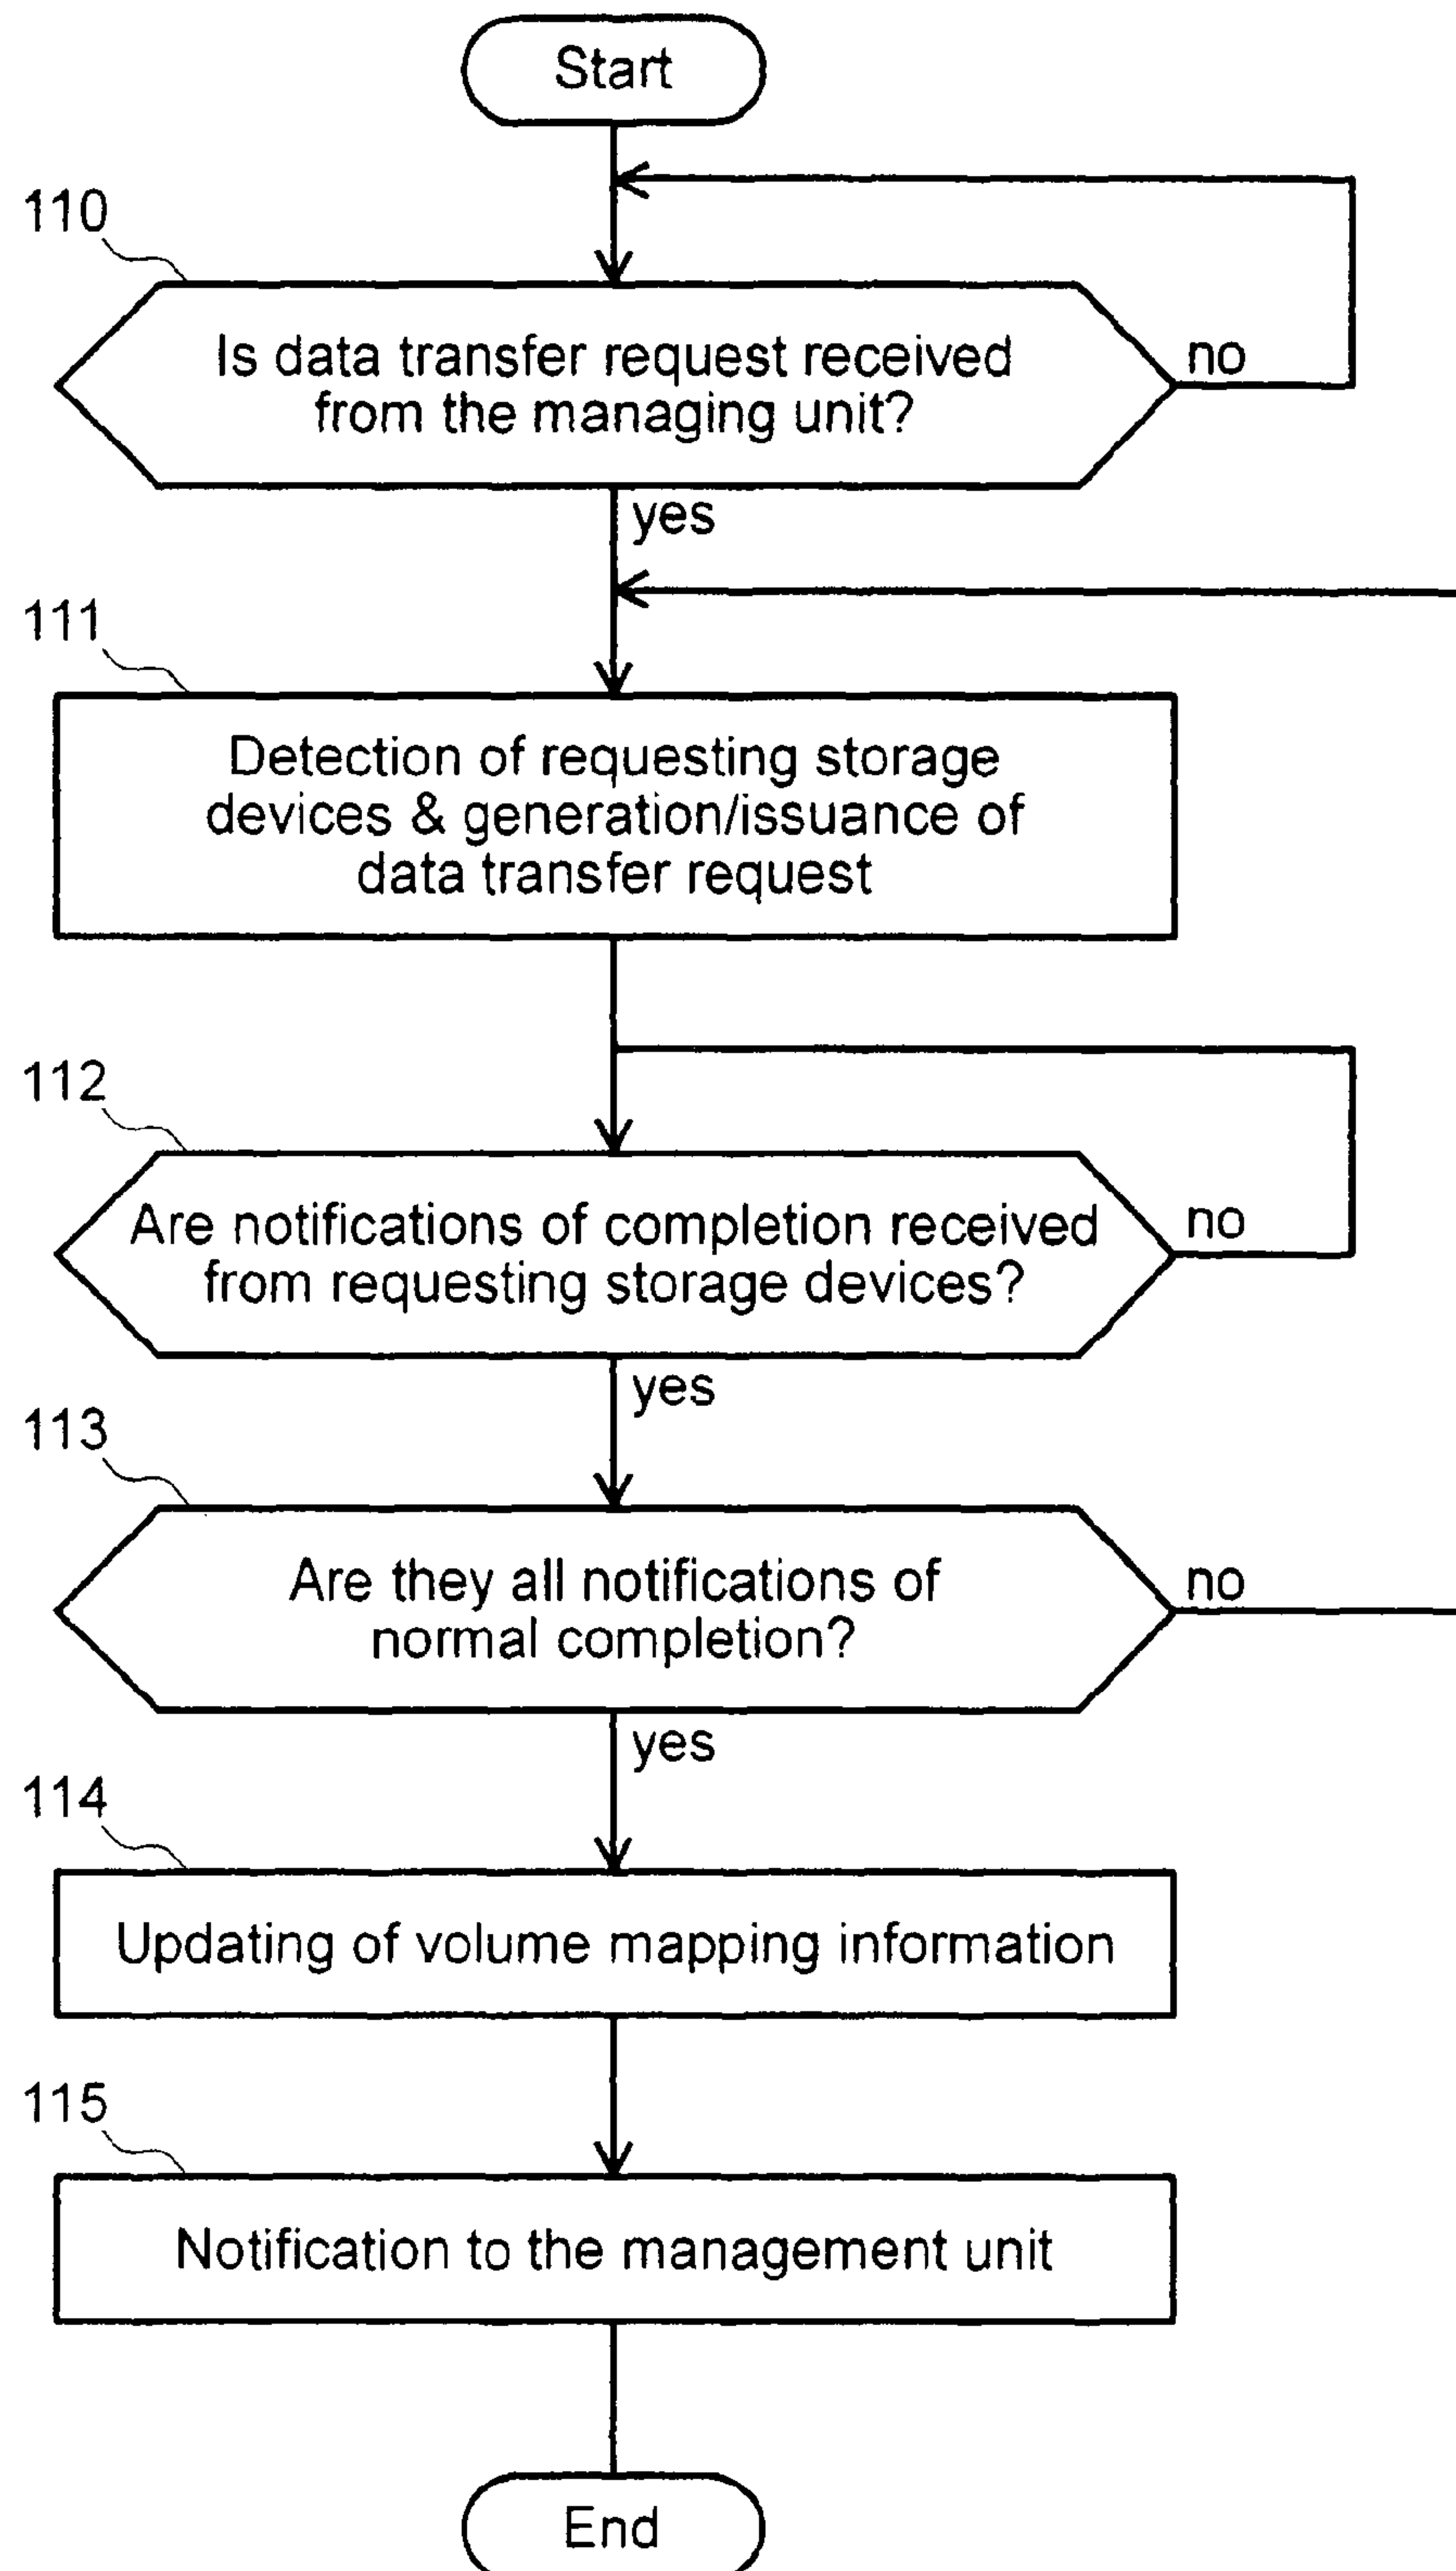 Start
110
Is data transfer request received
from the managing unit?
no
yes
111
Detection of requesting storage
devices & generation/issuance of
data transfer request
112
Are notifications of completion received
from requesting storage devices?
no
yes
113
Are they all notifications of
normal completion?
no
yes
114
Updating of volume mapping information
115
Notification to the management unit
End